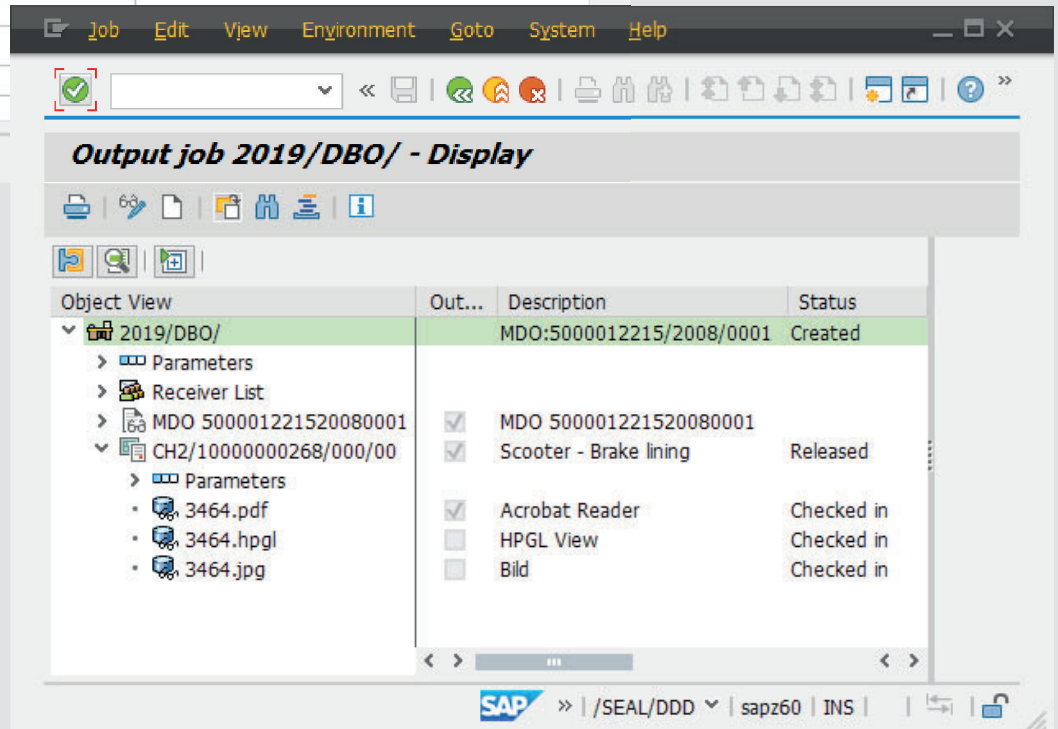 Job Edit View Environment Goto System Help
Output job 2019/DBO/ - Display
Object View Out... Description Status
2019/DBO/ MDO:5000012215/2008/0001 Created
Parameters
Receiver List
MDO 500001221520080001 MDO 500001221520080001
CH2/10000000268/000/00 Scooter - Brake lining Released
Parameters
3464.pdf Acrobat Reader Checked in
3464.hpgl HPGL View Checked in
3464.jpg Bild Checked in
SAP » | /SEAL/DDD | sapz60 | INS |